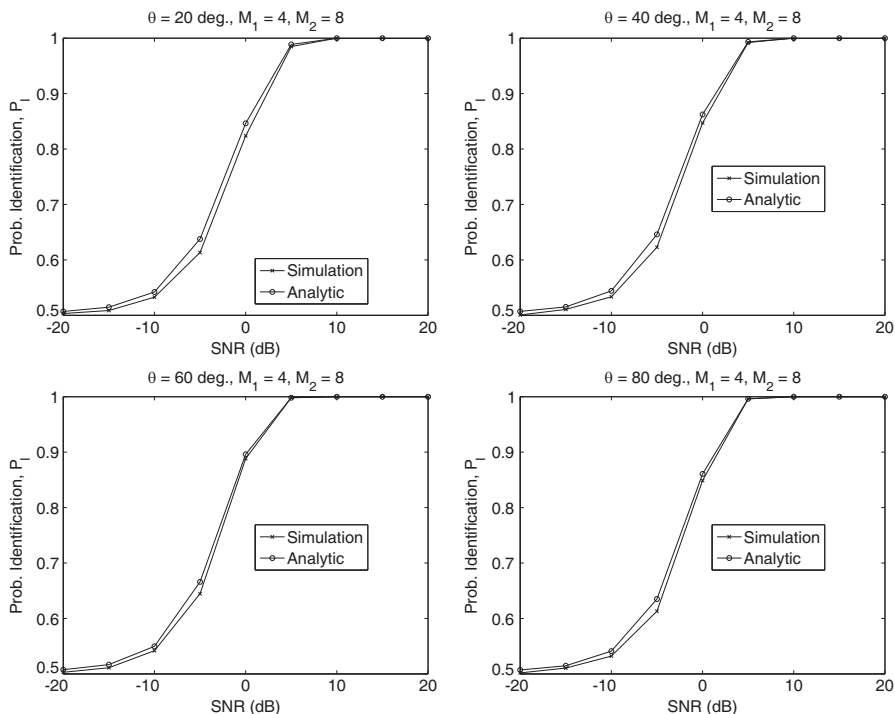 θ = 20 deg., M1 = 4, M2 = 8
1
0.9
0.8
0.7
0.6
0.5
Prob. Identification, PI
Simulation
Analytic
-20
-10
0
10
20
SNR (dB)
θ = 40 deg., M1 = 4, M2 = 8
1
0.9
0.8
0.7
0.6
0.5
Prob. Identification, PI
Simulation
Analytic
-20
-10
0
10
20
SNR (dB)
θ = 60 deg., M1 = 4, M2 = 8
1
0.9
0.8
0.7
0.6
0.5
Prob. Identification, PI
Simulation
Analytic
-20
-10
0
10
20
SNR (dB)
θ = 80 deg., M1 = 4, M2 = 8
1
0.9
0.8
0.7
0.6
0.5
Prob. Identification, PI
Simulation
Analytic
-20
-10
0
10
20
SNR (dB)